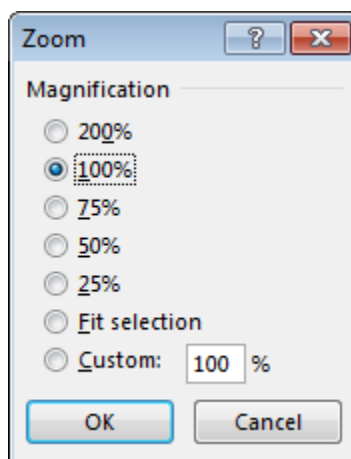 Zoom ?
Magnification
200%
100%
75%
50%
25%
Fit selection
Custom: 100 %
OK Cancel